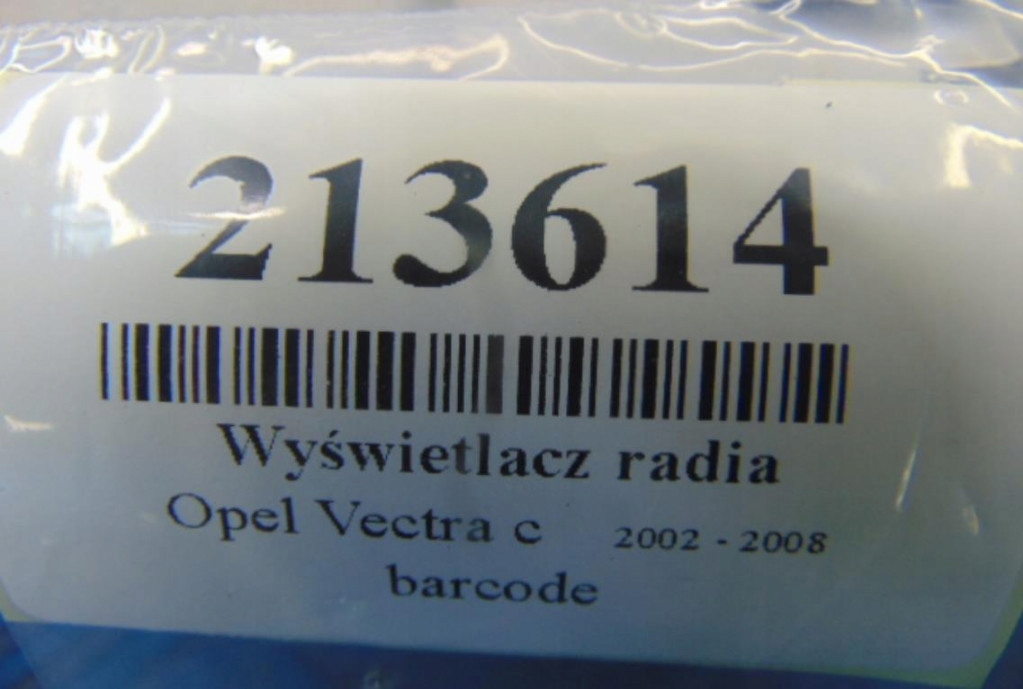 213614
Wyświetlacz radia
Opel Vectra c 2002 - 2008
barcode